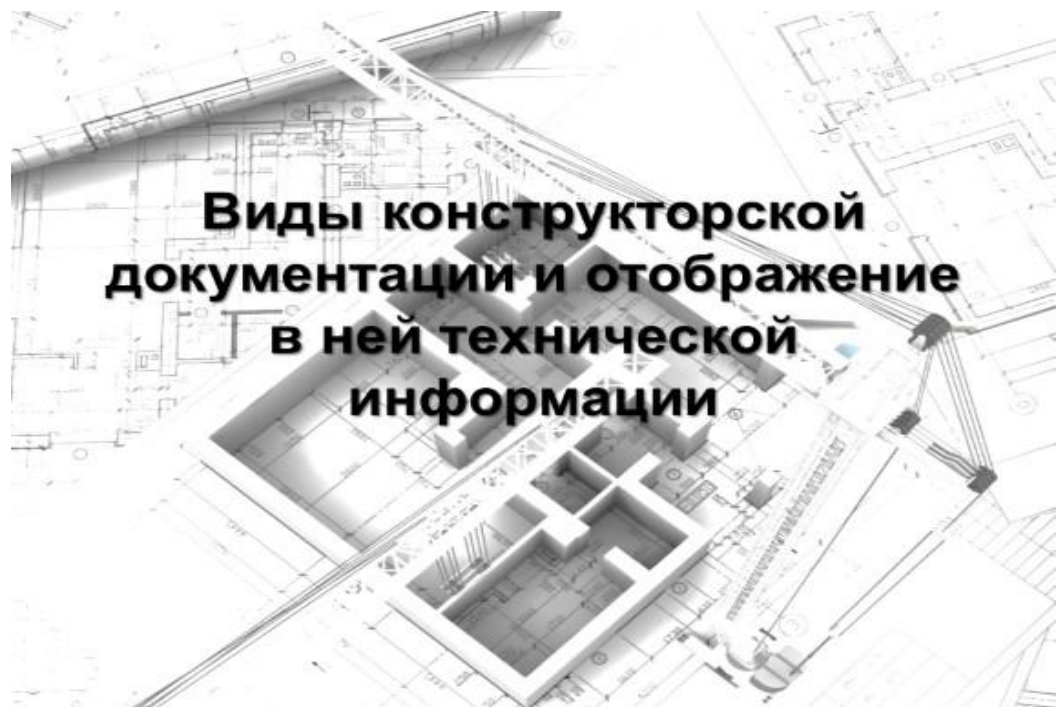 Виды конструкторской
документации и отображение
в ней технической
информации